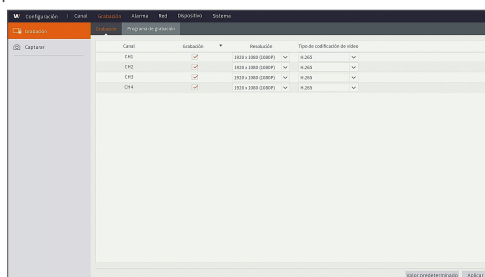 W Configuración Canal Grabación Alarma Red Dispositivo Sistema
Grabación Grabación Programa de grabación
Capturar
Canal Grabación Resolución Tipo de codificación de vídeo
CH1 1920 x 1080 (1080P) H.265
CH2 1920 x 1080 (1080P) H.265
CH3 1920 x 1080 (1080P) H.265
CH4 1920 x 1080 (1080P) H.265
Valor predeterminado Aplicar